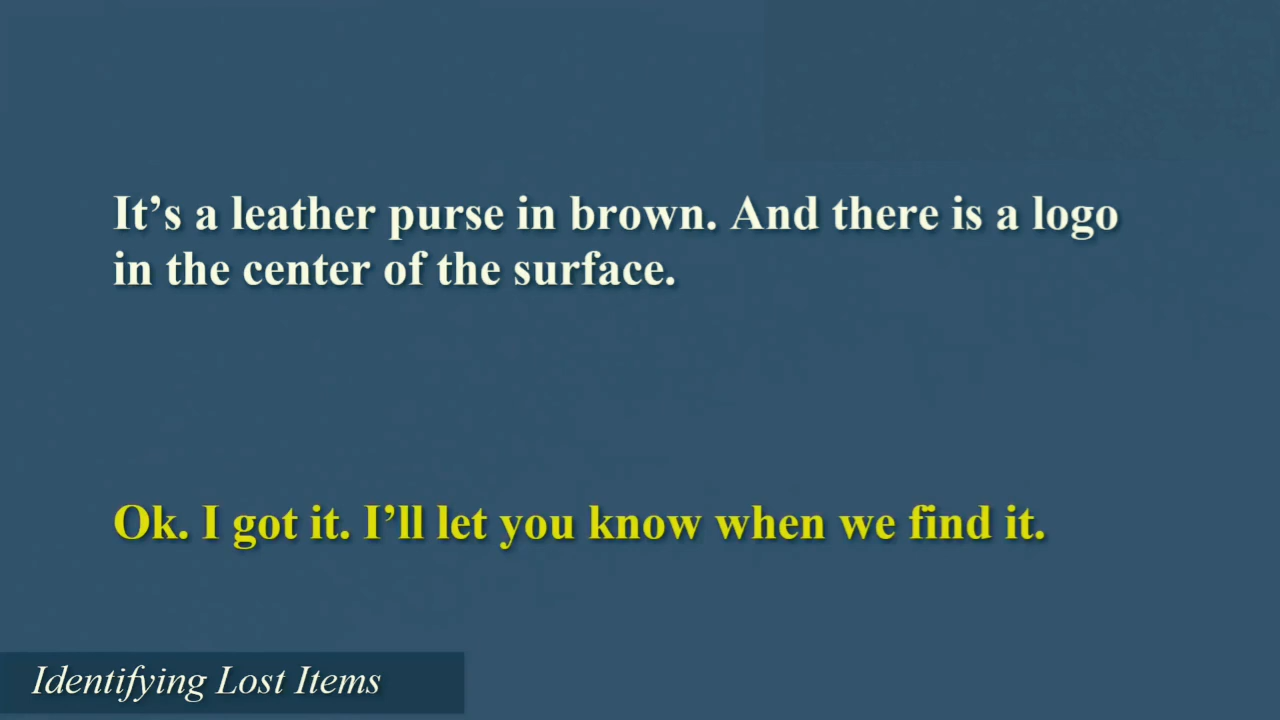 It’s a leather purse in brown. And there is a logo
in the center of the surface.
Ok. I got it. I’ll let you know when we find it.
Identifying Lost Items